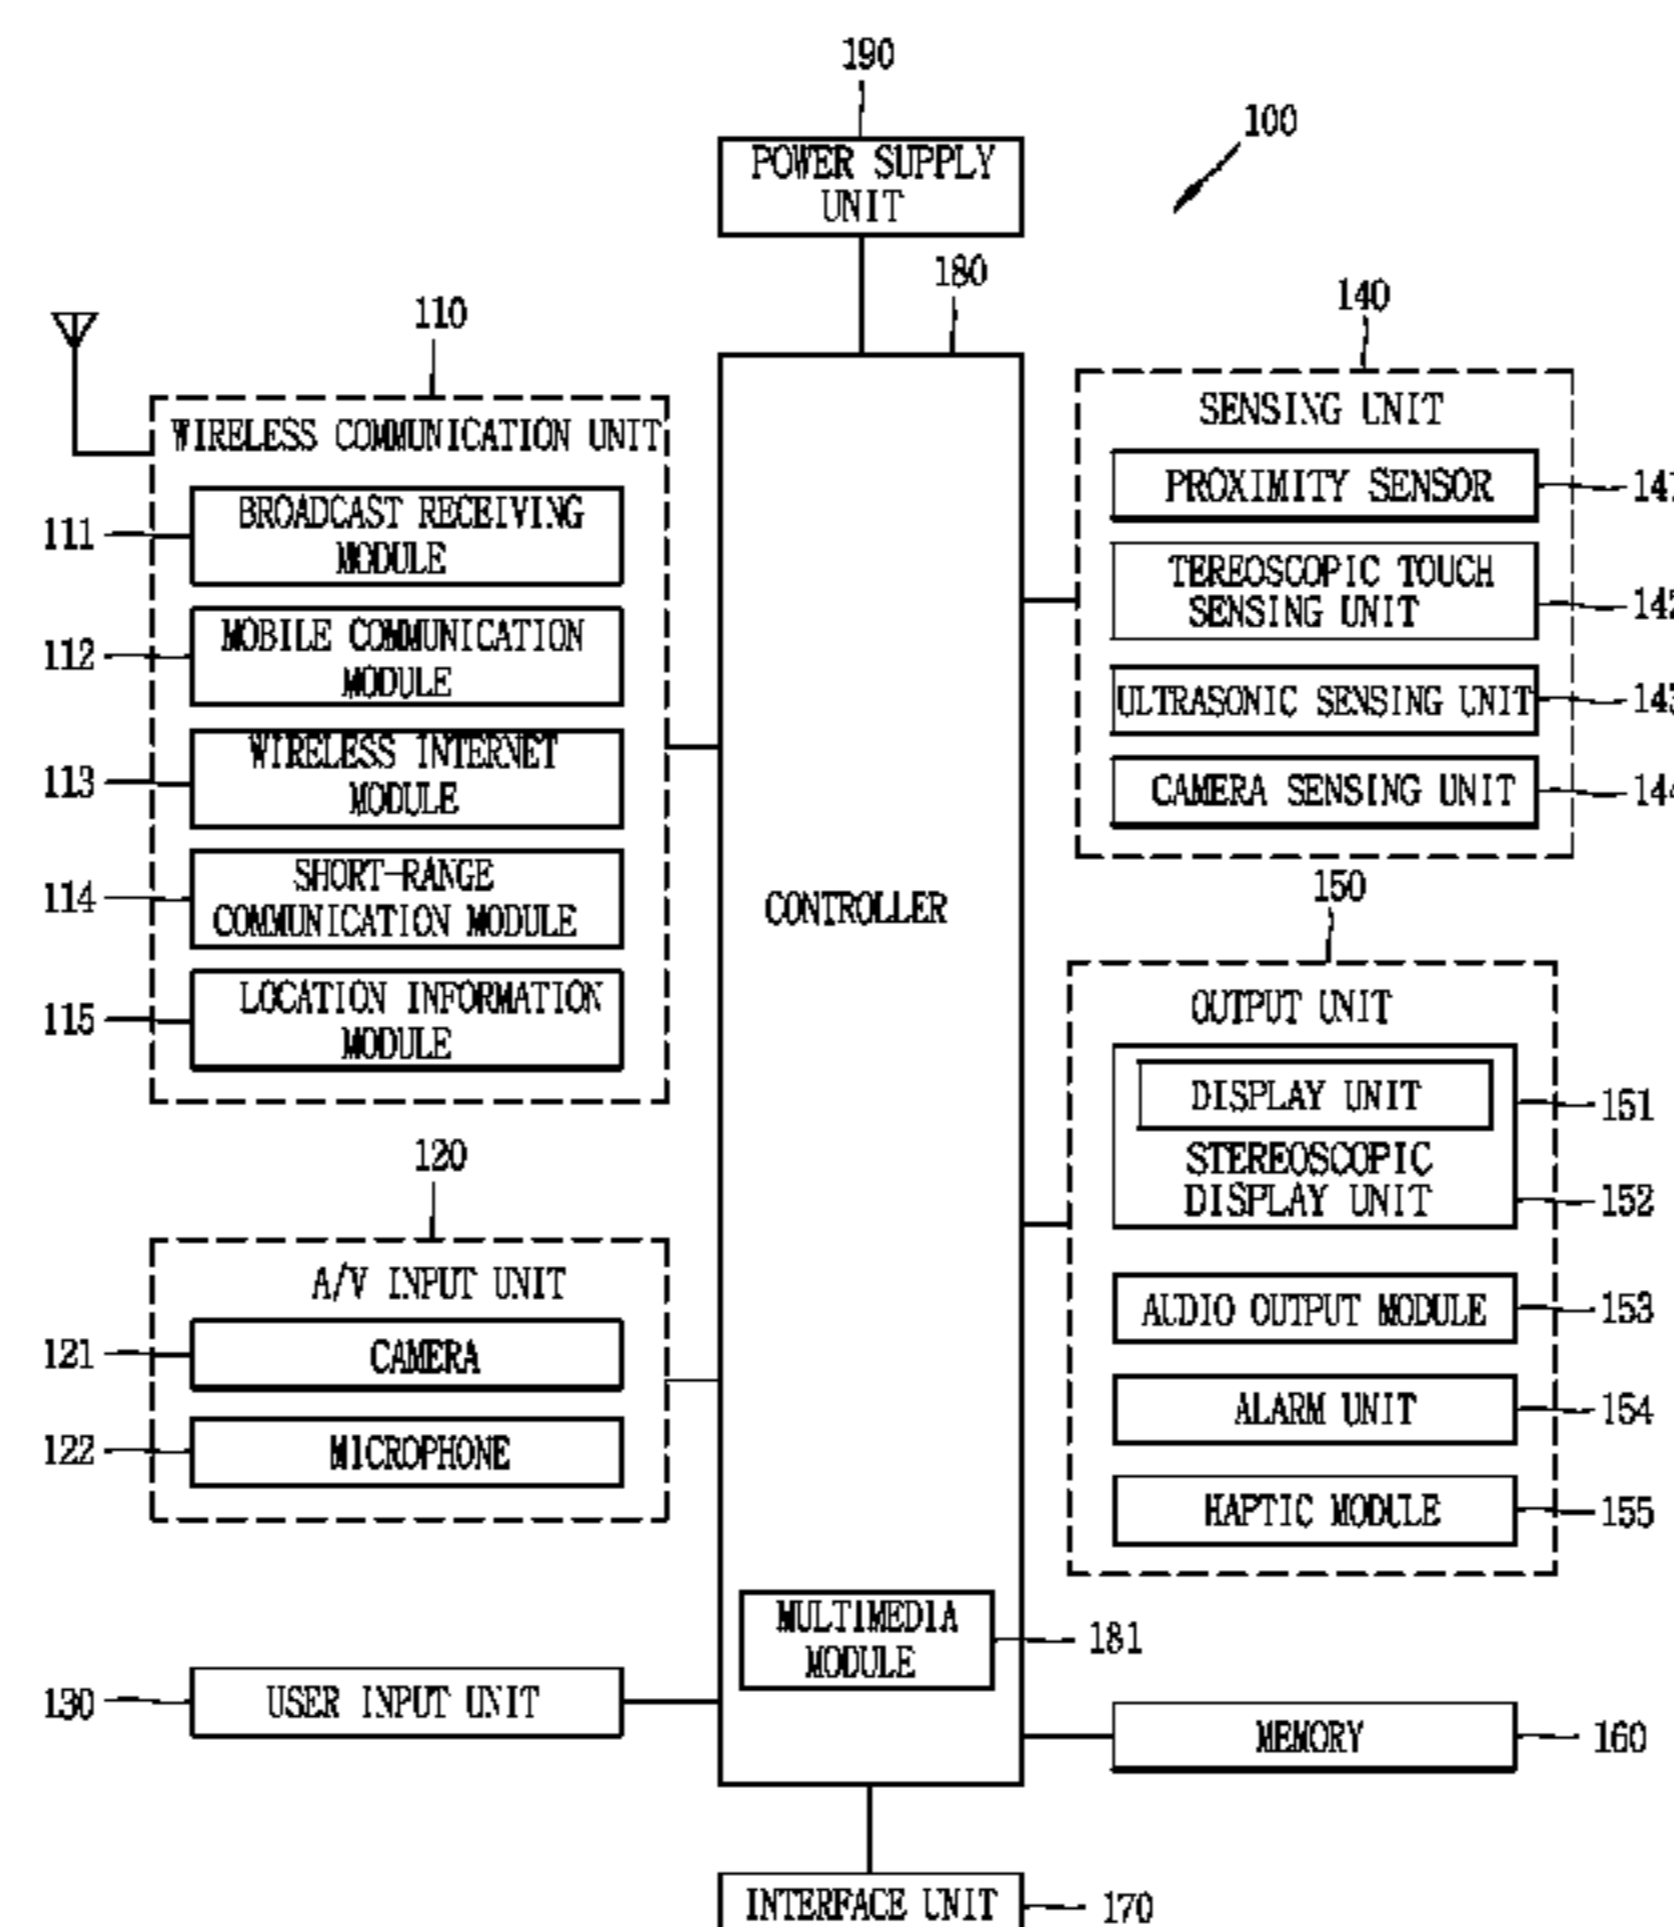 190
100
POWER SUPPLY
UNIT
180
110
140
WIRELESS COMMUNICATION UNIT
111
BROADCAST RECEIVING
MODULE
112
MOBILE COMMUNICATION
MODULE
113
WIRELESS INTERNET
MODULE
114
SHORT-RANGE
COMMUNICATION MODULE
115
LOCATION INFORMATION
MODULE
120
A/V INPUT UNIT
121
CAMERA
122
MICROPHONE
130
USER INPUT UNIT
CONTROLLER
MULTIMEDIA
MODULE
181
SENSING UNIT
PROXIMITY SENSOR
141
TEREOSCOPIC TOUCH
SENSING UNIT
142
ULTRASONIC SENSING UNIT
143
CAMERA SENSING UNIT
144
150
OUTPUT UNIT
DISPLAY UNIT
151
STEREOSCOPIC
DISPLAY UNIT
152
AUDIO OUTPUT MODULE
153
ALARM UNIT
154
HAPTIC MODULE
155
MEMORY
160
INTERFACE UNIT
170